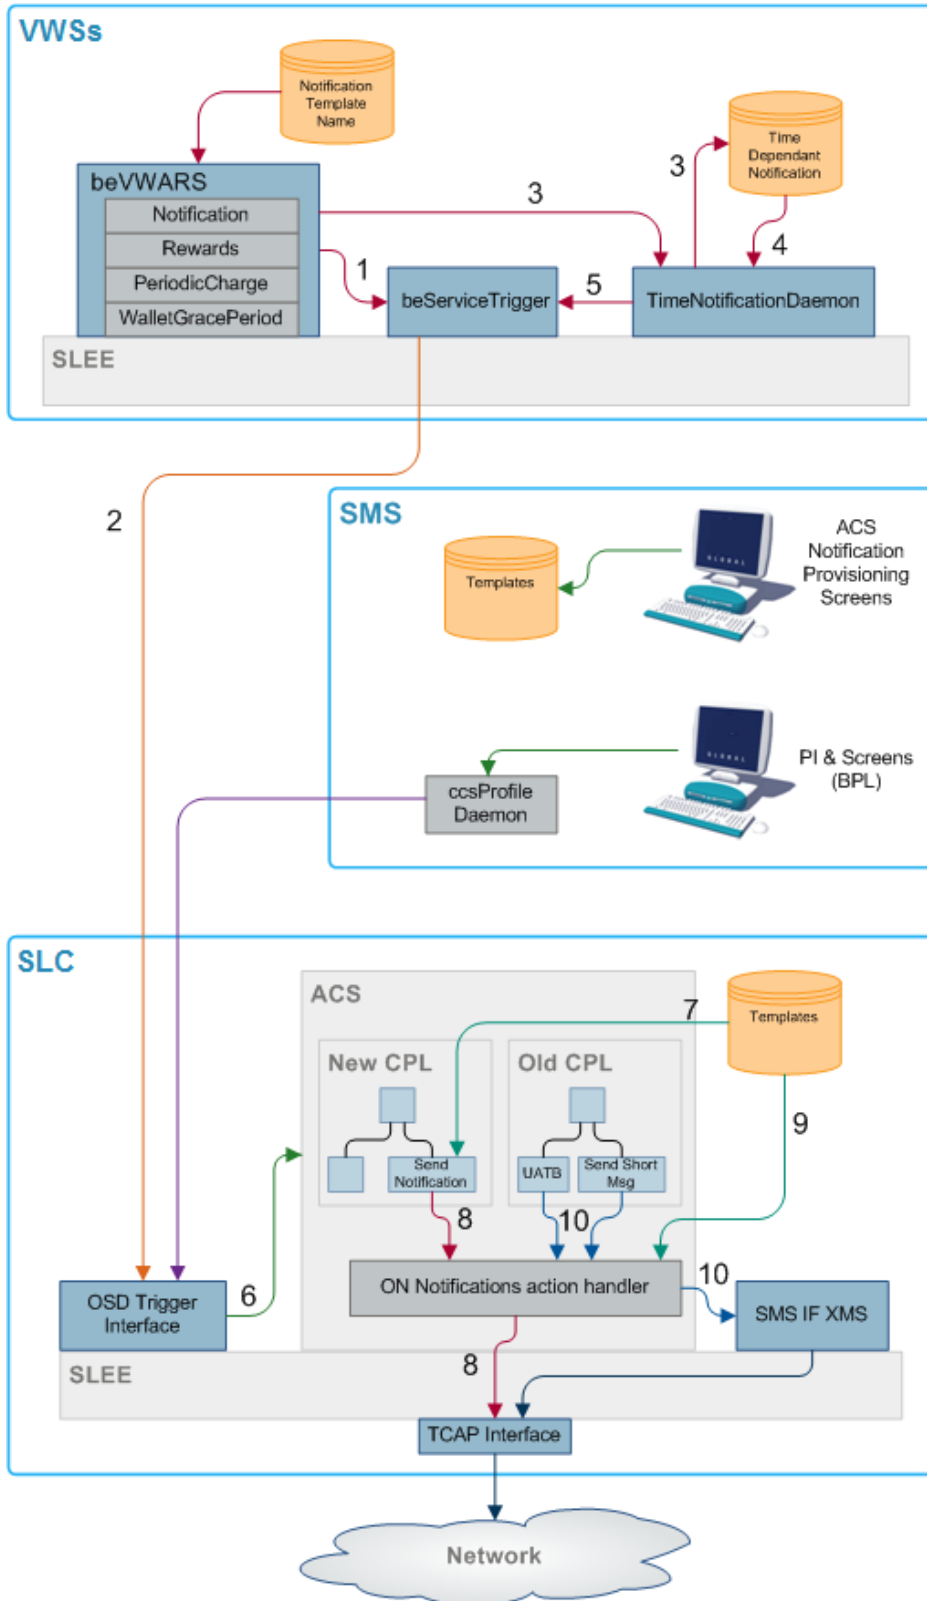 VWSs
Notification
Template
Name
Time
Dependant
Notification
3
beVWARS
Notification
Rewards
PeriodicCharge
WalletGracePeriod
3
1
4
beServiceTrigger
5
TimeNotificationDaemon
SLEE
2
SMS
Templates
GLOBAL
ACS
Notification
Provisioning
Screens
ccsProfile
Daemon
GLOBAL
PI & Screens
(BPL)
SLC
ACS
7
Templates
New CPL
Old CPL
9
Send
Notification
UATB
Send Short
Msg
8
10
ON Notifications action handler
10
OSD Trigger
Interface
6
SMS IF XMS
8
SLEE
TCAP Interface
Network